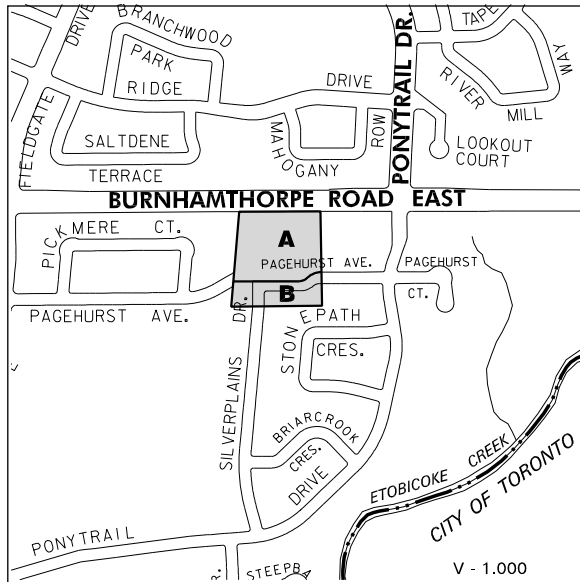 DRIVE
BRANCHWOOD
PARK
RIDGE
DRIVE
PONYTRAIL DR.
TAPE
WAY
RIVER
MILL
FIELDGATE
SALTDENE
TERRACE
MAHOGANY
ROW
LOOKOUT
COURT
BURNHAMTHORPE ROAD EAST
PICKMERE CT.
A
PAGEHURST AVE.
PAGEHURST
CT.
B
PAGEHURST AVE.
SILVERPLAINS DR.
STONEPATH
CRES.
BRIARCROOK
CRES.
PONYTRAIL
DRIVE
ETOBICOKE CREEK
CITY OF TORONTO
R.
STEEPBA
V - 1.000